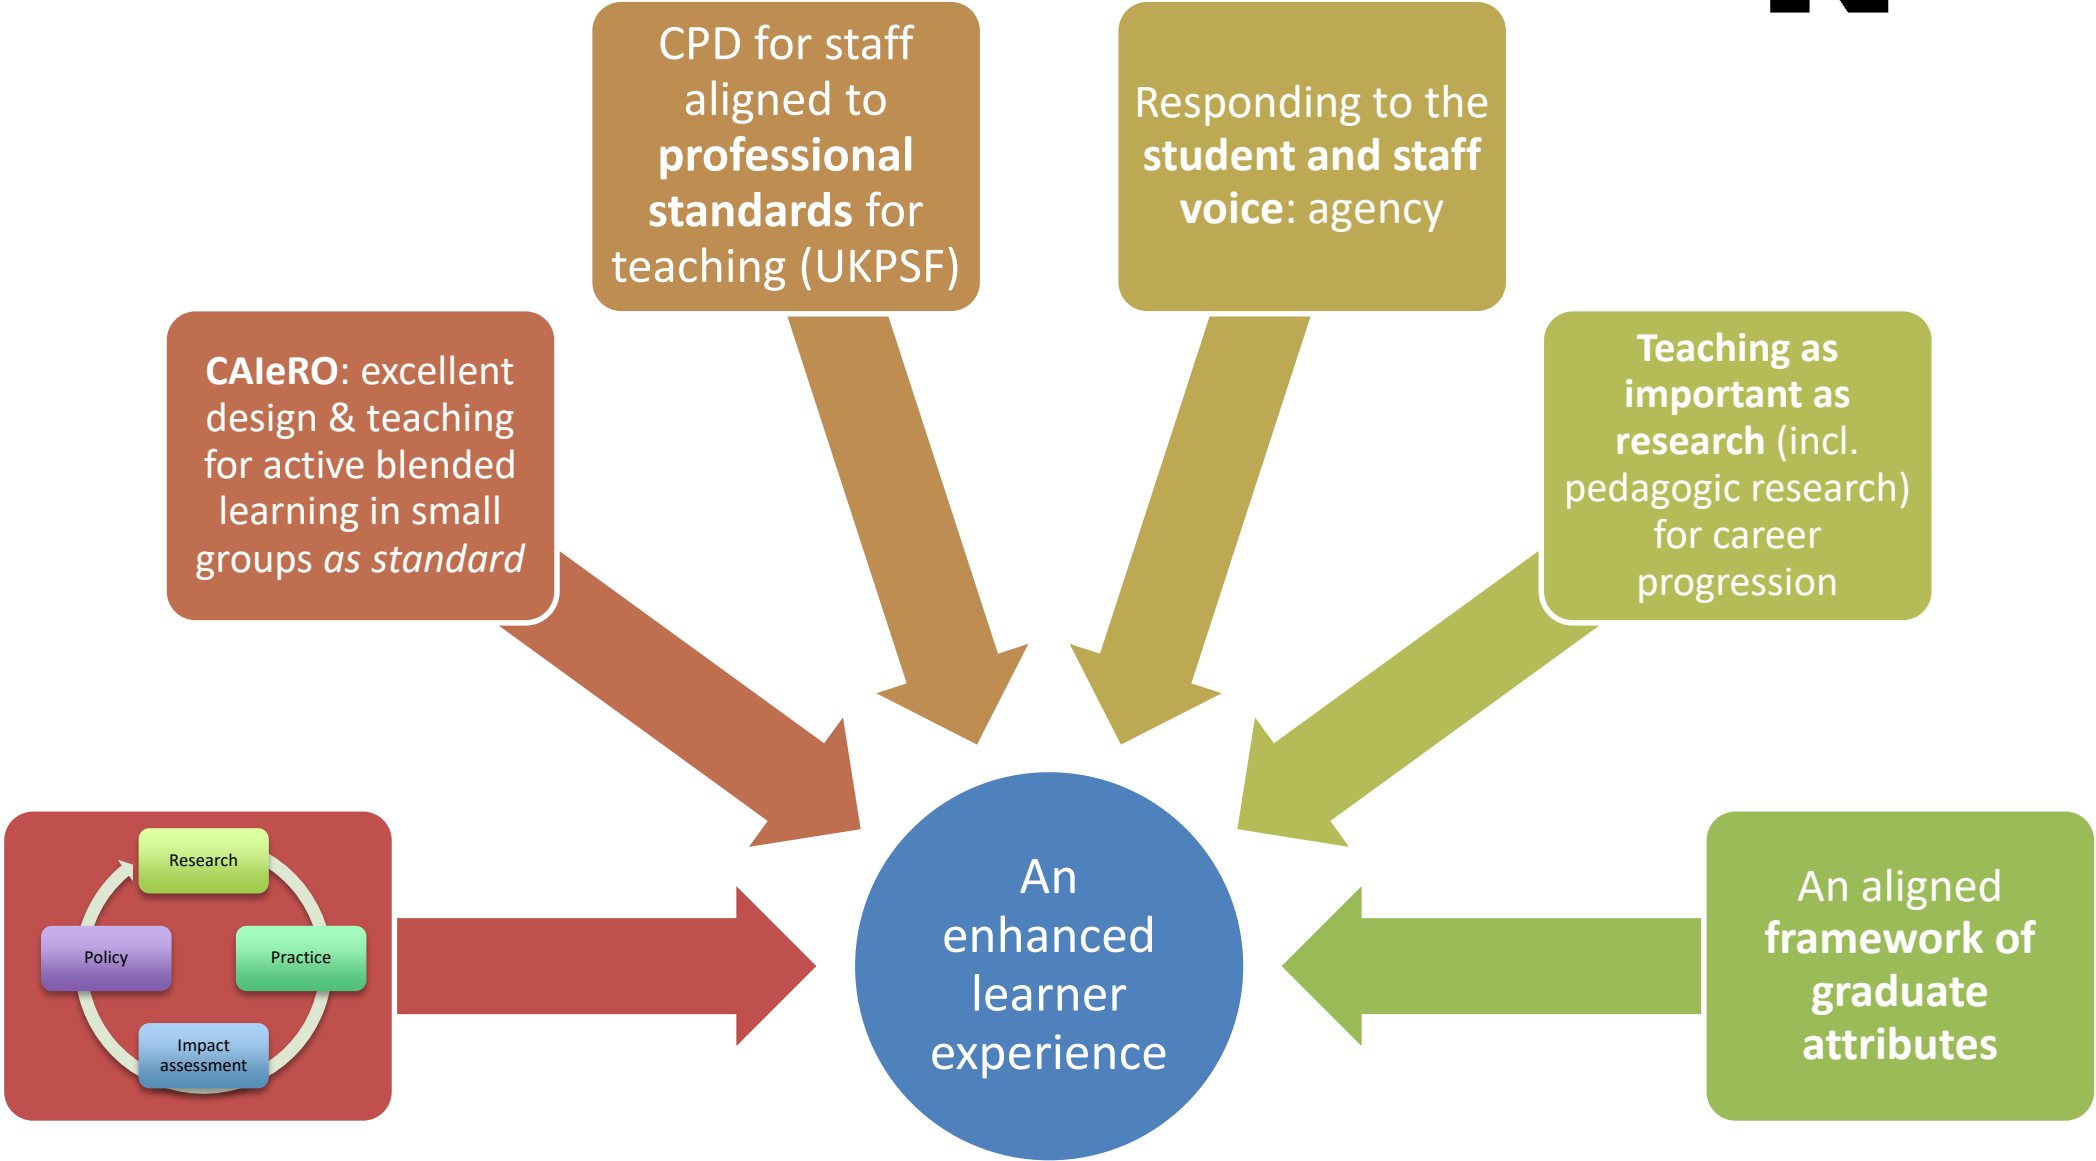 CPD for staff
aligned to
professional
standards for
teaching (UKPSF)
Responding to the
student and staff
voice: agency
CAIeRO: excellent
design & teaching
for active blended
learning in small
groups as standard
Teaching as
important as
research (incl.
pedagogic research)
for career
progression
Research
Policy
Practice
Impact
assessment
An
enhanced
learner
experience
An aligned
framework of
graduate
attributes